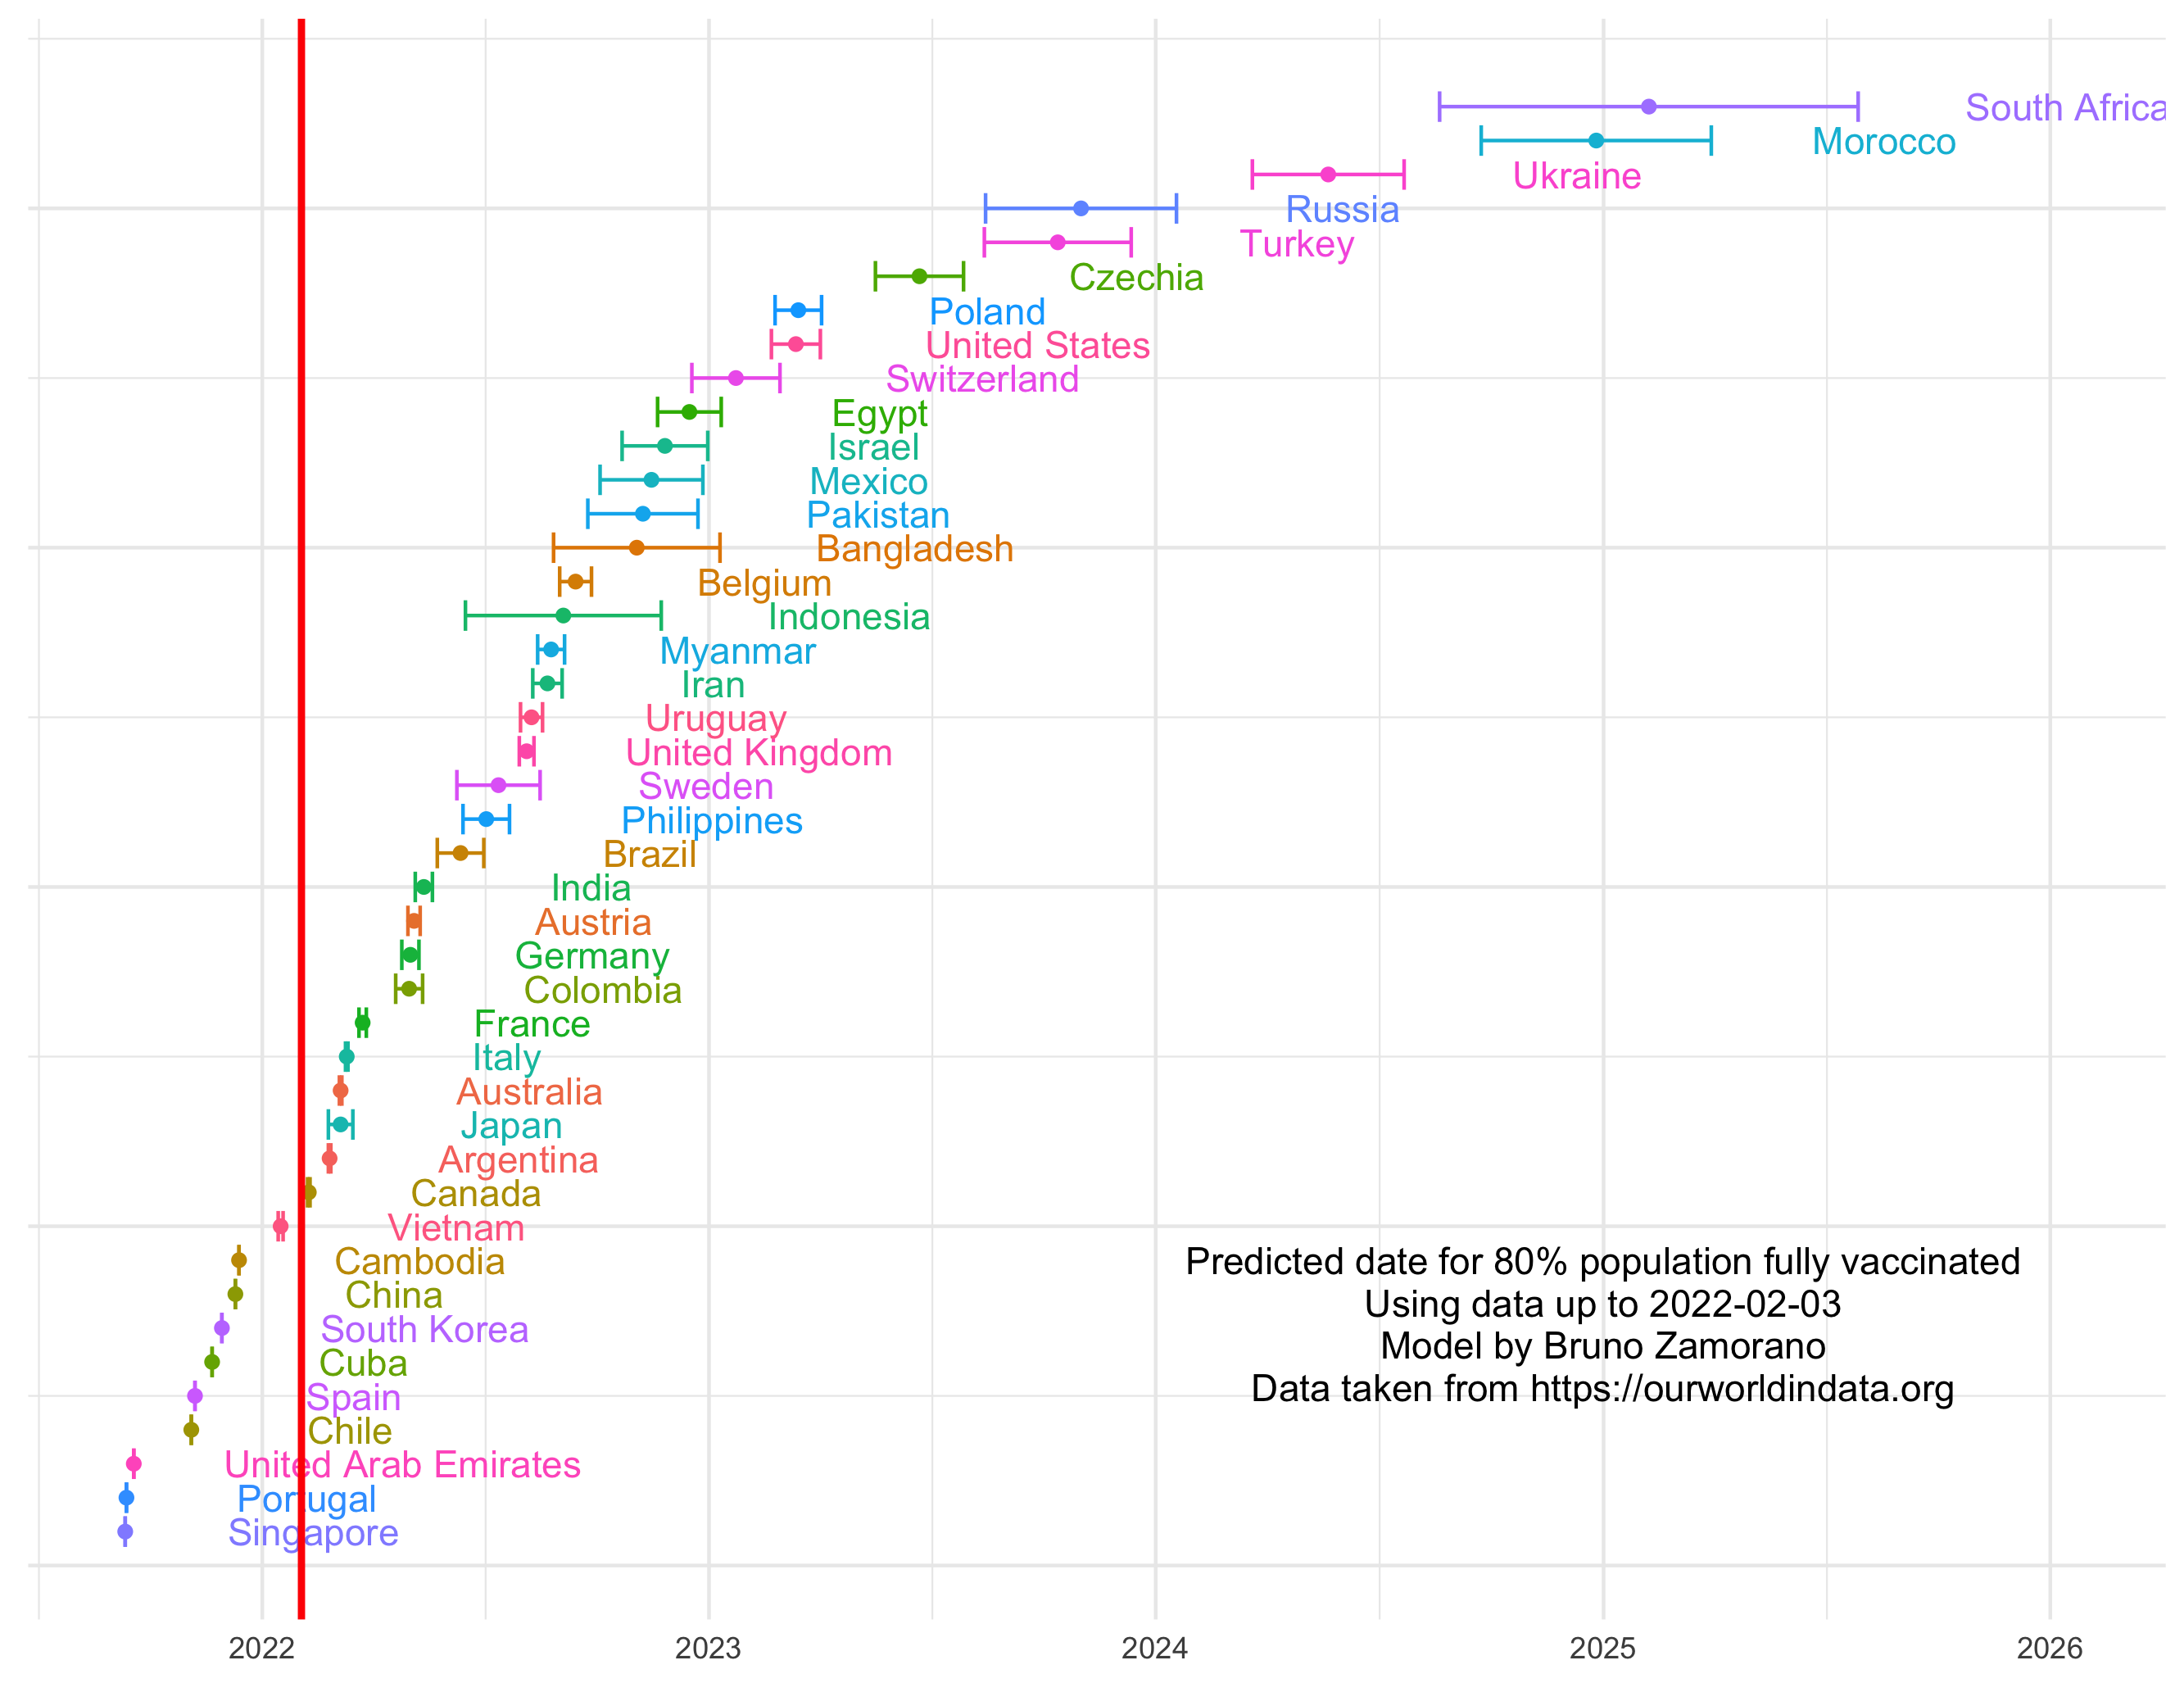 South Africa
Morocco
Ukraine
Russia
Turkey
Czechia
Poland
United States
Switzerland
Egypt
Israel
Mexico
Pakistan
Bangladesh
Belgium
Indonesia
Myanmar
Iran
Uruguay
United Kingdom
Sweden
Philippines
Brazil
India
Austria
Germany
Colombia
France
Italy
Australia
Japan
Argentina
Canada
Vietnam
Cambodia
China
South Korea
Cuba
Spain
Chile
United Arab Emirates
Portugal
Singapore
Predicted date for 80% population fully vaccinated
Using data up to 2022-02-03
Model by Bruno Zamorano
Data taken from https://ourworldindata.org
2022 2023 2024 2025 2026